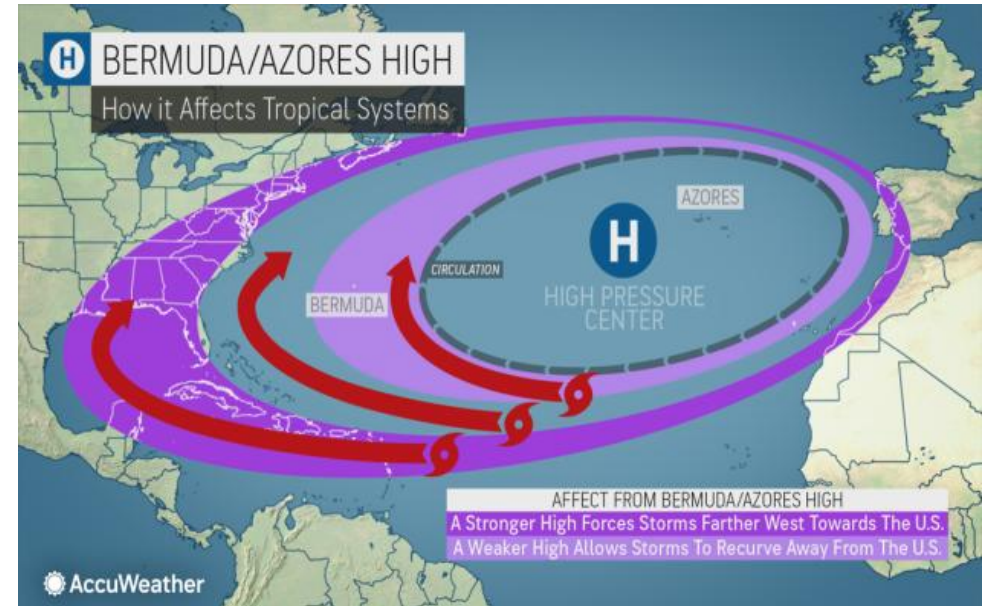 H BERMUDA/AZORES HIGH
How it Affects Tropical Systems
AZORES
H
CIRCULATION
BERMUDA
HIGH PRESSURE
CENTER
AFFECT FROM BERMUDA/AZORES HIGH
A Stronger High Forces Storms Farther West Towards The U.S.
A Weaker High Allows Storms To Recurve Away From The U.S.
AccuWeather